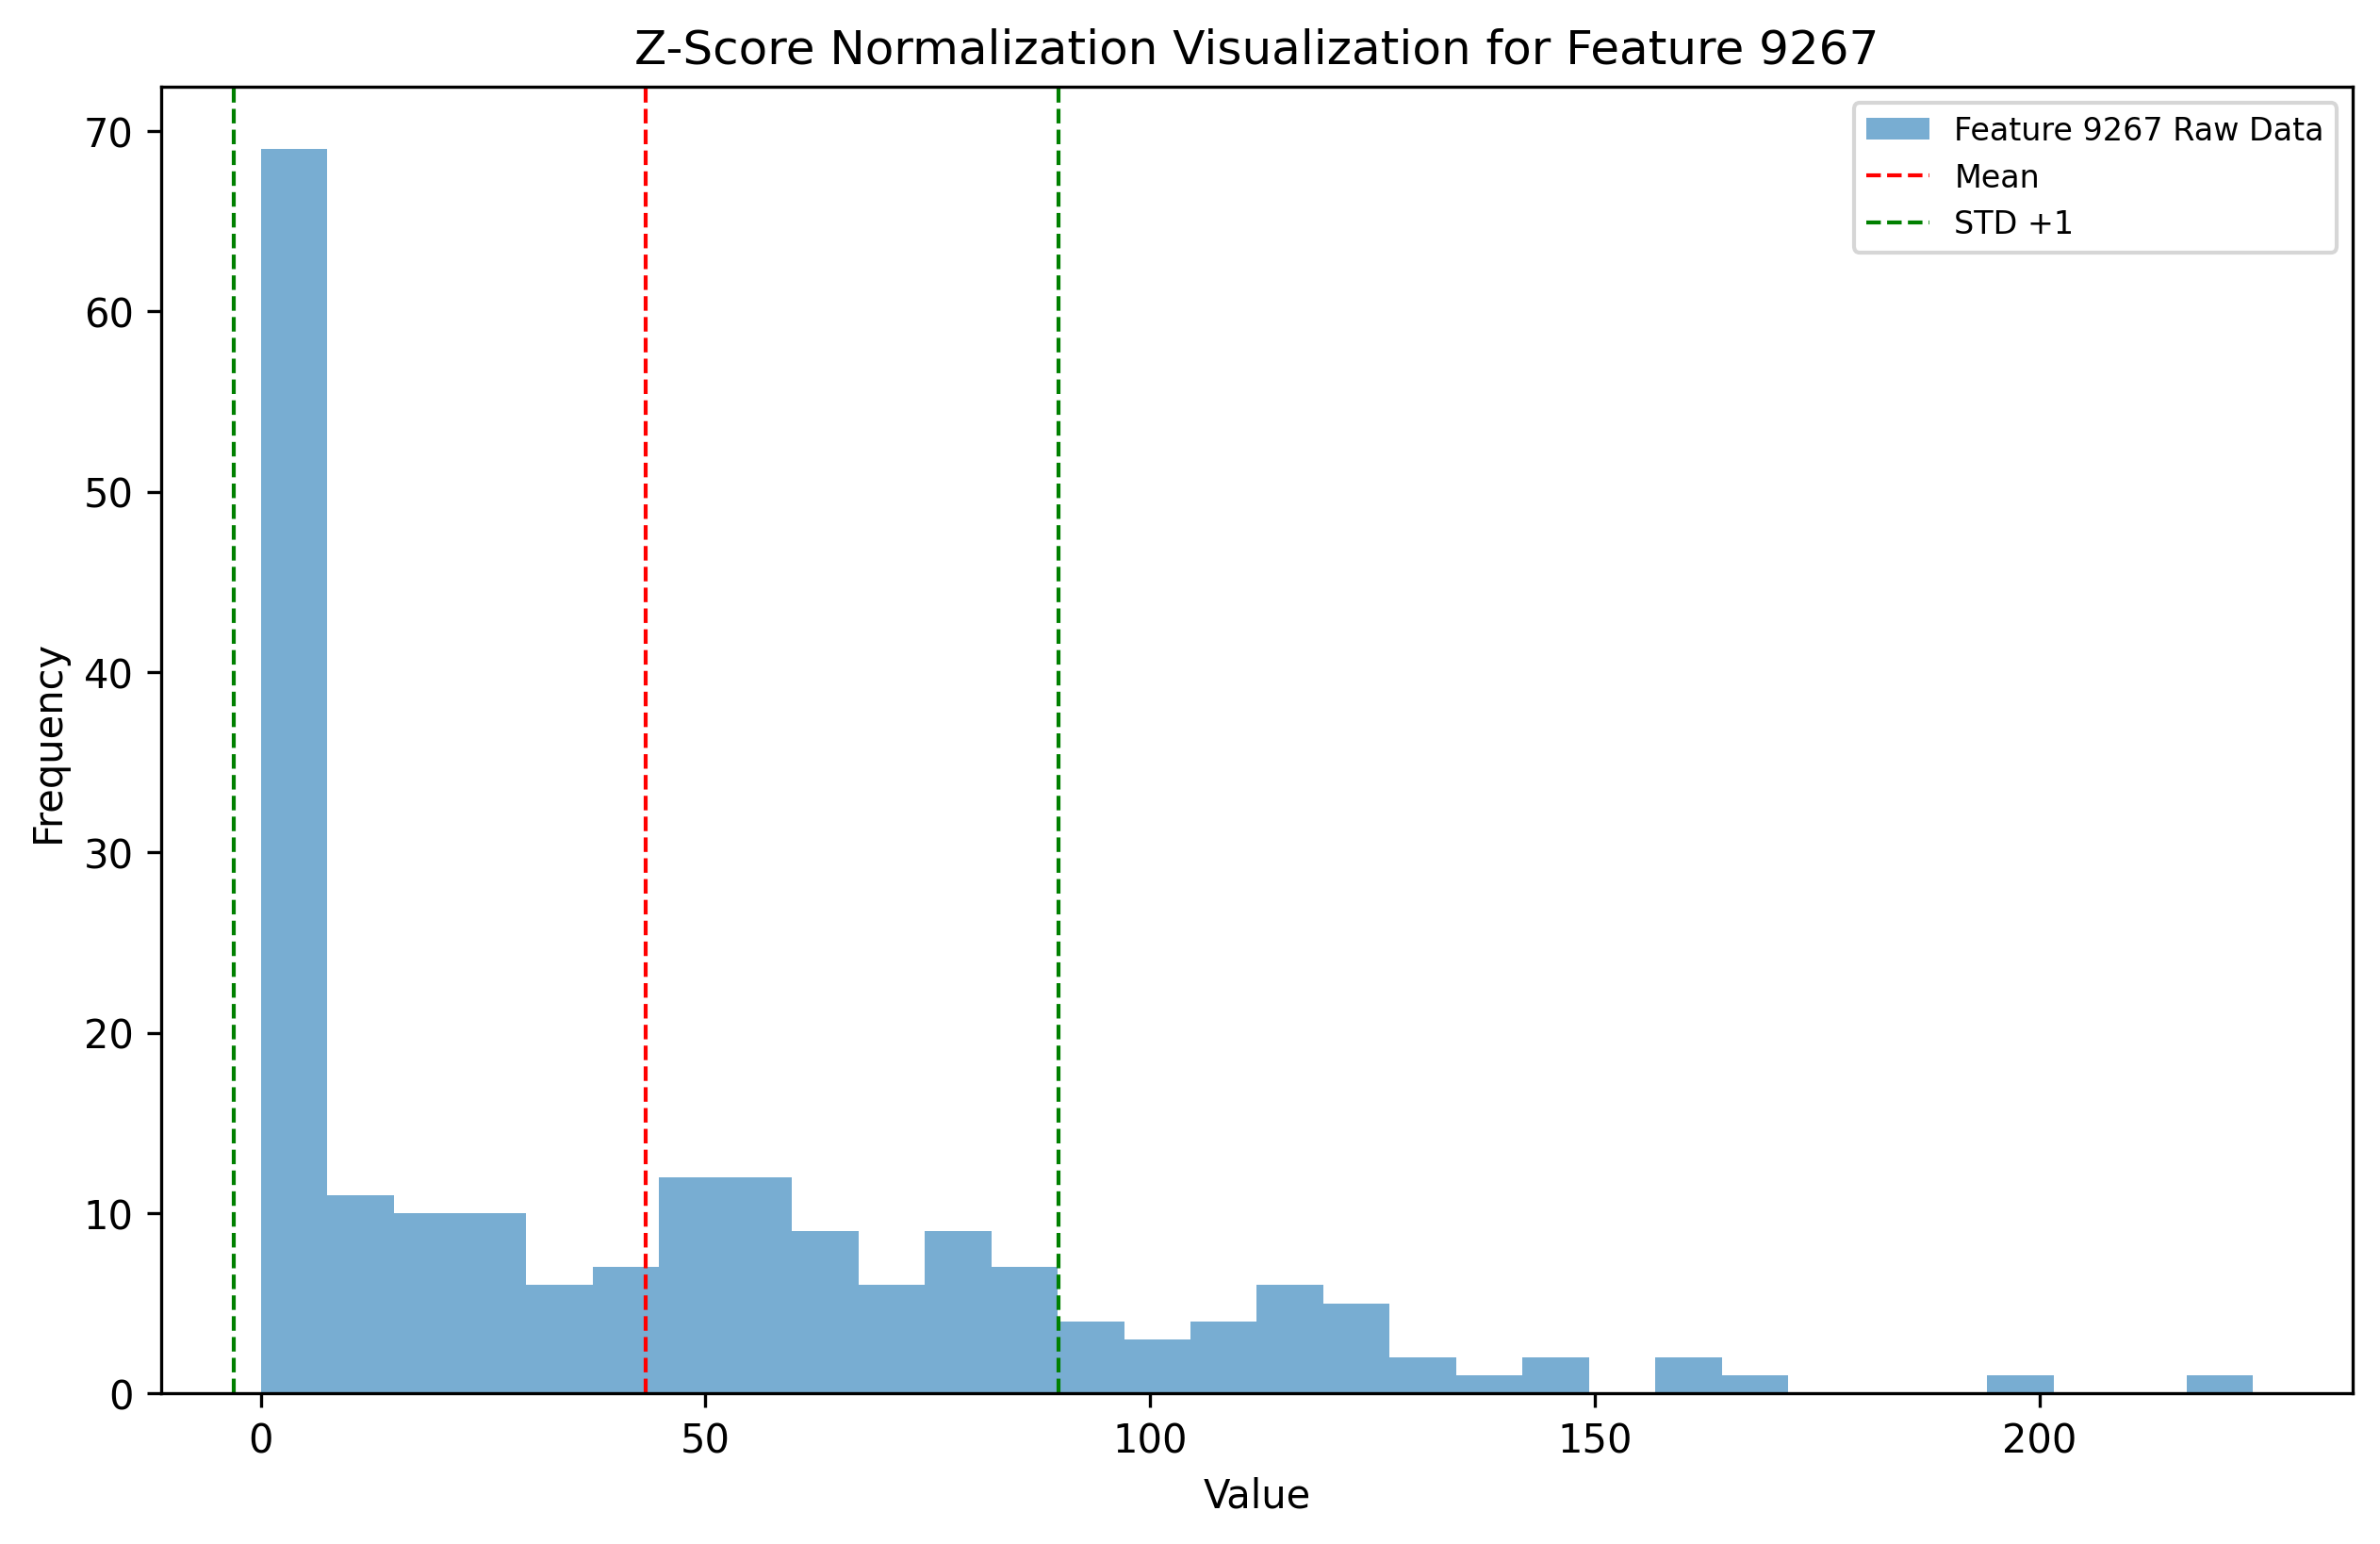 Z-Score Normalization Visualization for Feature 9267
Feature 9267 Raw Data
Mean
STD +1
70
60
50
40
30
20
10
0
Frequency
0 50 100 150 200
Value